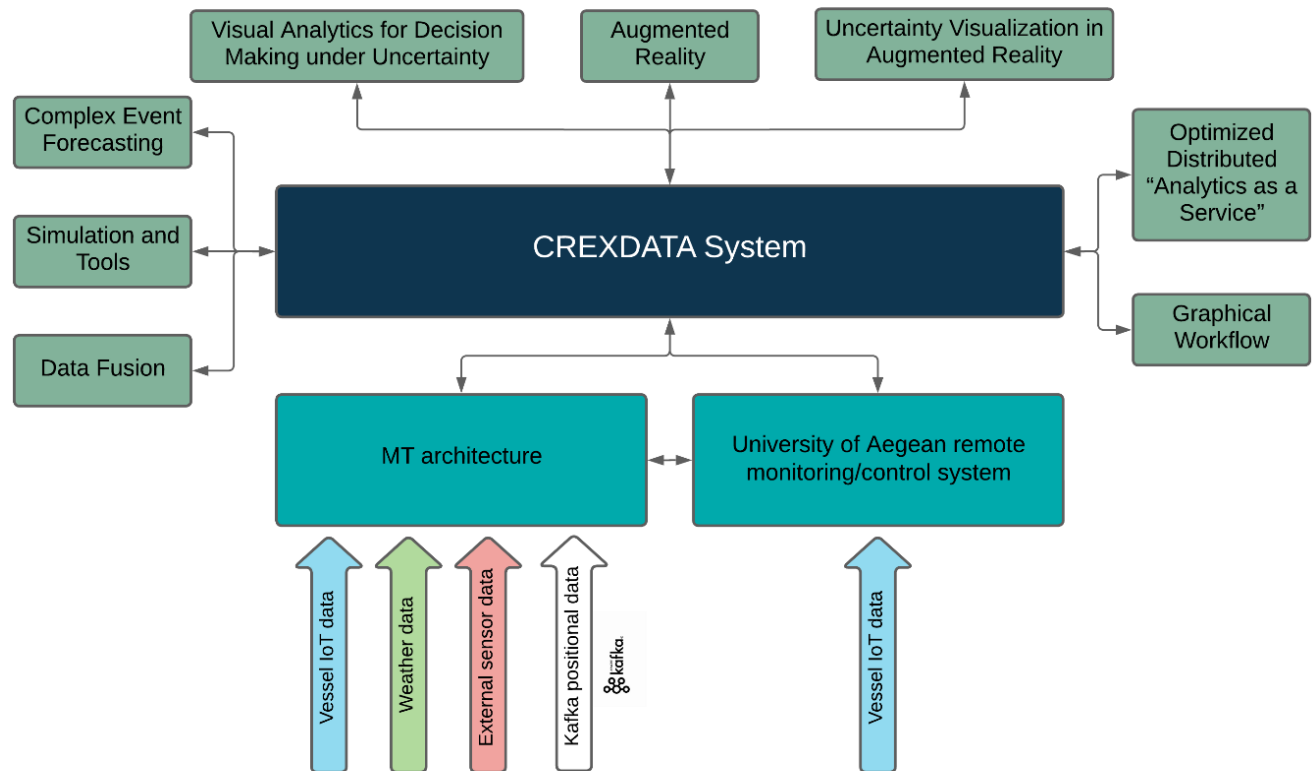 Visual Analytics for Decision
Making under Uncertainty
Augmented
Reality
Uncertainty Visualization in
Augmented Reality
Complex Event
Forecasting
Optimized
Distributed
“Analytics as a
Service”
Simulation and
Tools
CREXDATA System
Graphical
Workflow
Data Fusion
MT architecture
University of Aegean remote
monitoring/control system
Vessel IoT data
Weather data
External sensor data
Kafka positional data
kafka
Vessel IoT data